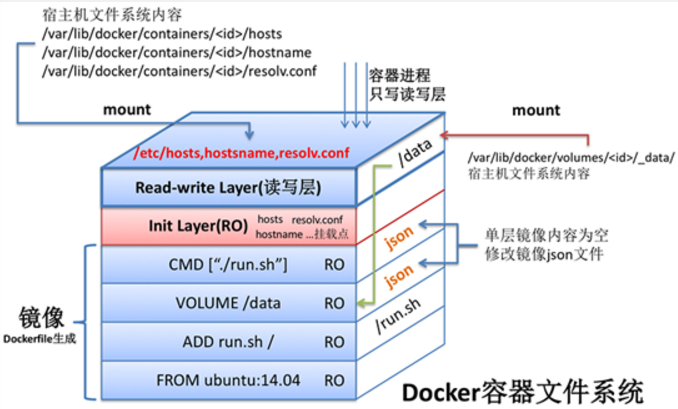 宿主机文件系统内容
/var/lib/docker/containers/<id>/hosts
/var/lib/docker/containers/<id>/hostname
/var/lib/docker/containers/<id>/resolv.conf
容器进程
只写读写层
mount
mount
/etc/hosts,hostsname,resolv.conf
/data
/var/lib/docker/volumes/<id>/_data/
宿主机文件系统内容
Read-write Layer(读写层)
Init Layer(RO)
hosts resolv.conf
hostname ...挂载点
json
单层镜像内容为空
修改镜像json文件
CMD [“./run.sh”] RO
json
镜像
Dockerfile生成
VOLUME /data RO
/run.sh
ADD run.sh / RO
FROM ubuntu:14.04 RO
Docker容器文件系统